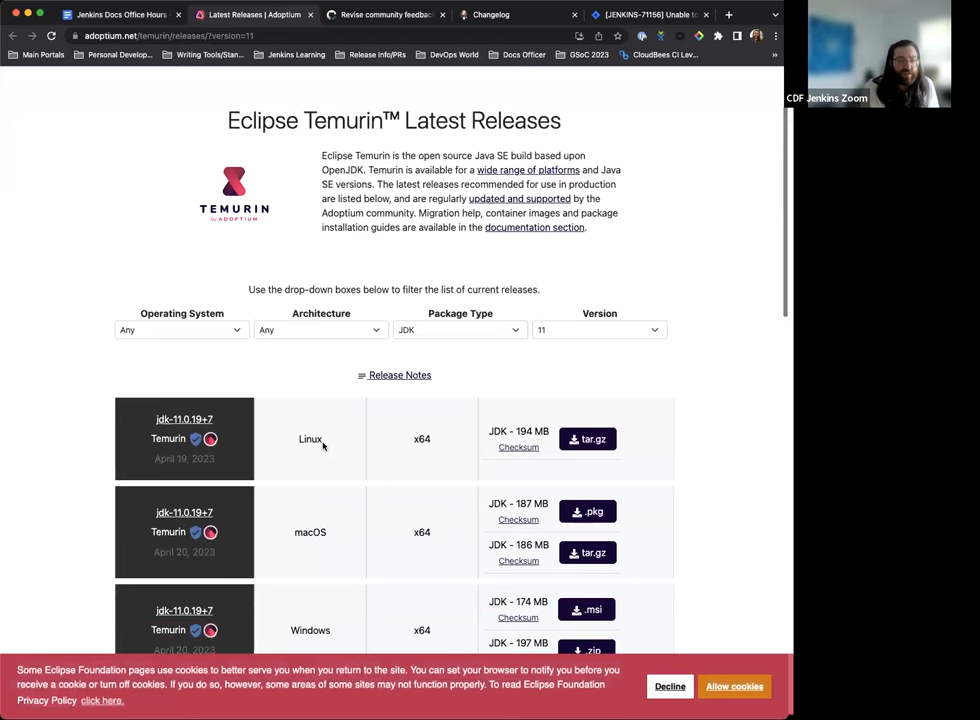 Jenkins Docs Office Hours
Latest Releases | Adoptium
Revise community feedbac
Changelog
[JENKINS-71156] Unable to
adoptium.net/temurin/releases/?version=11
Main Portals
Personal Develop...
Writing Tools/Stan...
Jenkins Learning
Release Info/PRs
DevOps World
Docs Officer
GSoC 2023
CloudBees CI Lev...
CDF Jenkins Zoom
Eclipse Temurin™ Latest Releases
TEMURIN
by ADOPTIUM
Eclipse Temurin is the open source Java SE build based upon
OpenJDK. Temurin is available for a wide range of platforms and Java
SE versions. The latest releases recommended for use in production
are listed below, and are regularly updated and supported by the
Adoptium community. Migration help, container images and package
installation guides are available in the documentation section.
Use the drop-down boxes below to filter the list of current releases.
Operating System
Architecture
Package Type
Version
Any
Any
JDK
11
Release Notes
jdk-11.0.19+7
Temurin
April 19, 2023
Linux
x64
JDK - 194 MB
Checksum
tar.gz
jdk-11.0.19+7
Temurin
April 20, 2023
macOS
x64
JDK - 187 MB
Checksum
.pkg
JDK - 186 MB
Checksum
tar.gz
jdk-11.0.19+7
Temurin
April 20, 2023
Windows
x64
JDK - 174 MB
Checksum
.msi
JDK - 197 MB
.zip
Some Eclipse Foundation pages use cookies to better serve you when you return to the site. You can set your browser to notify you before you
receive a cookie or turn off cookies. If you do so, however, some areas of some sites may not function properly. To read Eclipse Foundation
Privacy Policy click here.
Decline
Allow cookies